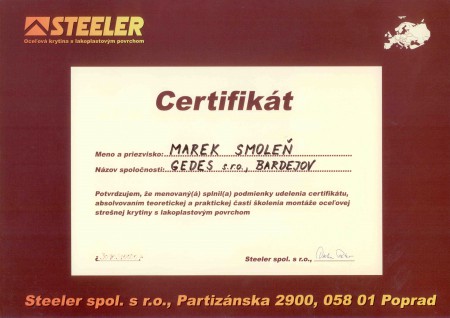 STEELER
Oceľová krytina s lakoplastovým povrchom
Certifikát
Meno a priezvisko: MAREK SMOLEŇ
Názov spoločnosti: GEDES s.r.o., BARDEJOV
Potvrdzujem, že menovaný(á) splnil(a) podmienky udelenia certifikátu,
absolvovaním teoretickej a praktickej časti školenia montáže oceľovej
strešnej krytiny s lakoplastovým povrchom
Steeler spol. s r.o.,
Steeler spol. s r.o., Partizánska 2900, 058 01 Poprad